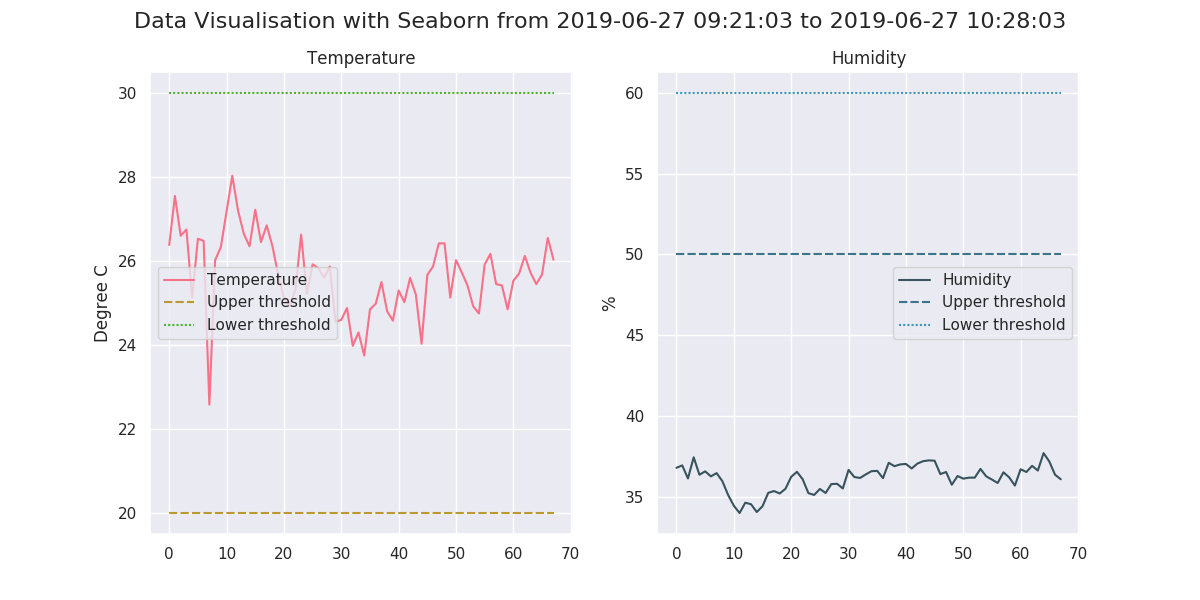 Data Visualisation with Seaborn from 2019-06-27 09:21:03 to 2019-06-27 10:28:03
Temperature
Degree C
30
28
26
24
22
20
Temperature
Upper threshold
Lower threshold
0 10 20 30 40 50 60 70
Humidity
%
60
55
50
45
40
35
Humidity
Upper threshold
Lower threshold
0 10 20 30 40 50 60 70